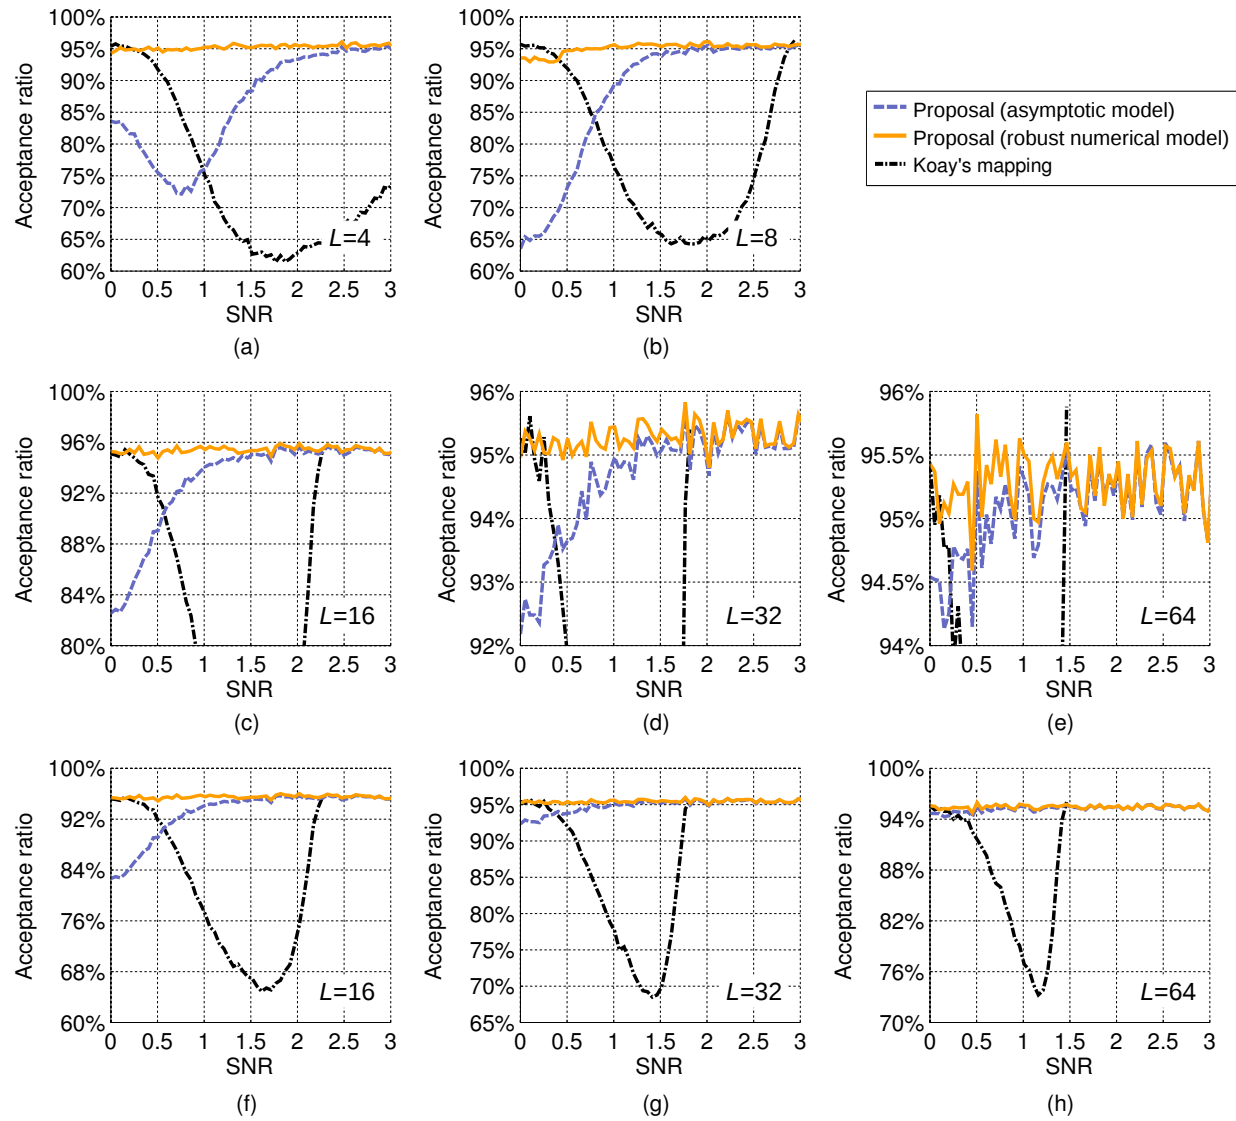 100%
95%
90%
85%
80%
75%
70%
65%
60%
Acceptance ratio
0 0.5 1 1.5 2 2.5 3
SNR
L=4
(a)
100%
95%
90%
85%
80%
75%
70%
65%
60%
Acceptance ratio
0 0.5 1 1.5 2 2.5 3
SNR
L=8
(b)
Proposal (asymptotic model)
Proposal (robust numerical model)
Koay's mapping
100%
96%
92%
88%
84%
80%
Acceptance ratio
0 0.5 1 1.5 2 2.5 3
SNR
L=16
(c)
96%
95%
94%
93%
92%
Acceptance ratio
0 0.5 1 1.5 2 2.5 3
SNR
L=32
(d)
96%
95.5%
95%
94.5%
94%
Acceptance ratio
0 0.5 1 1.5 2 2.5 3
SNR
L=64
(e)
100%
92%
84%
76%
68%
60%
Acceptance ratio
0 0.5 1 1.5 2 2.5 3
SNR
L=16
(f)
100%
95%
90%
85%
80%
75%
70%
65%
Acceptance ratio
0 0.5 1 1.5 2 2.5 3
SNR
L=32
(g)
100%
94%
88%
82%
76%
70%
Acceptance ratio
0 0.5 1 1.5 2 2.5 3
SNR
L=64
(h)